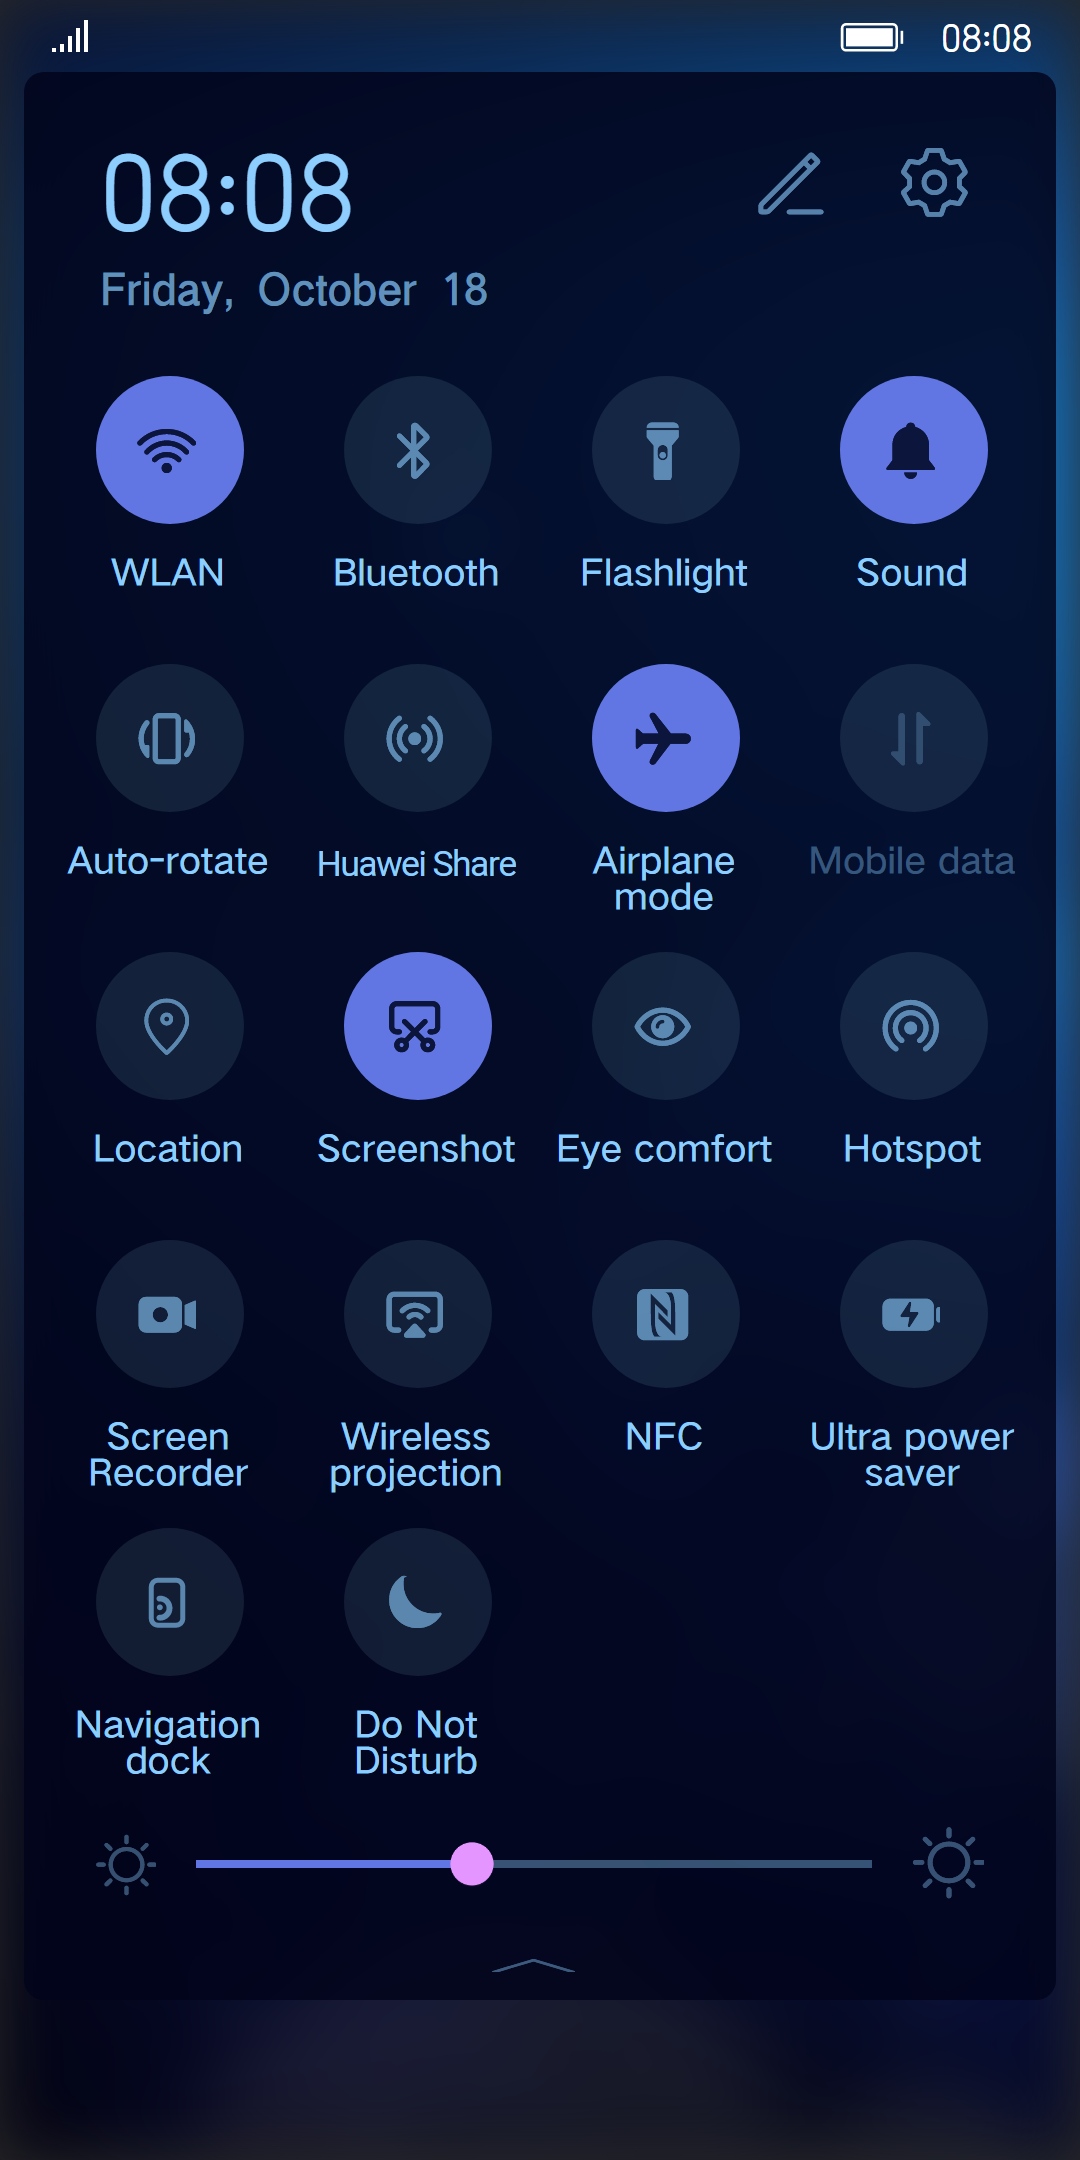 08:08
08:08
Friday, October 18
WLAN
Bluetooth
Flashlight
Sound
Auto-rotate
Huawei Share
Airplane
mode
Mobile data
Location
Screenshot
Eye comfort
Hotspot
Screen
Recorder
Wireless
projection
NFC
Ultra power
saver
Navigation
dock
Do Not
Disturb